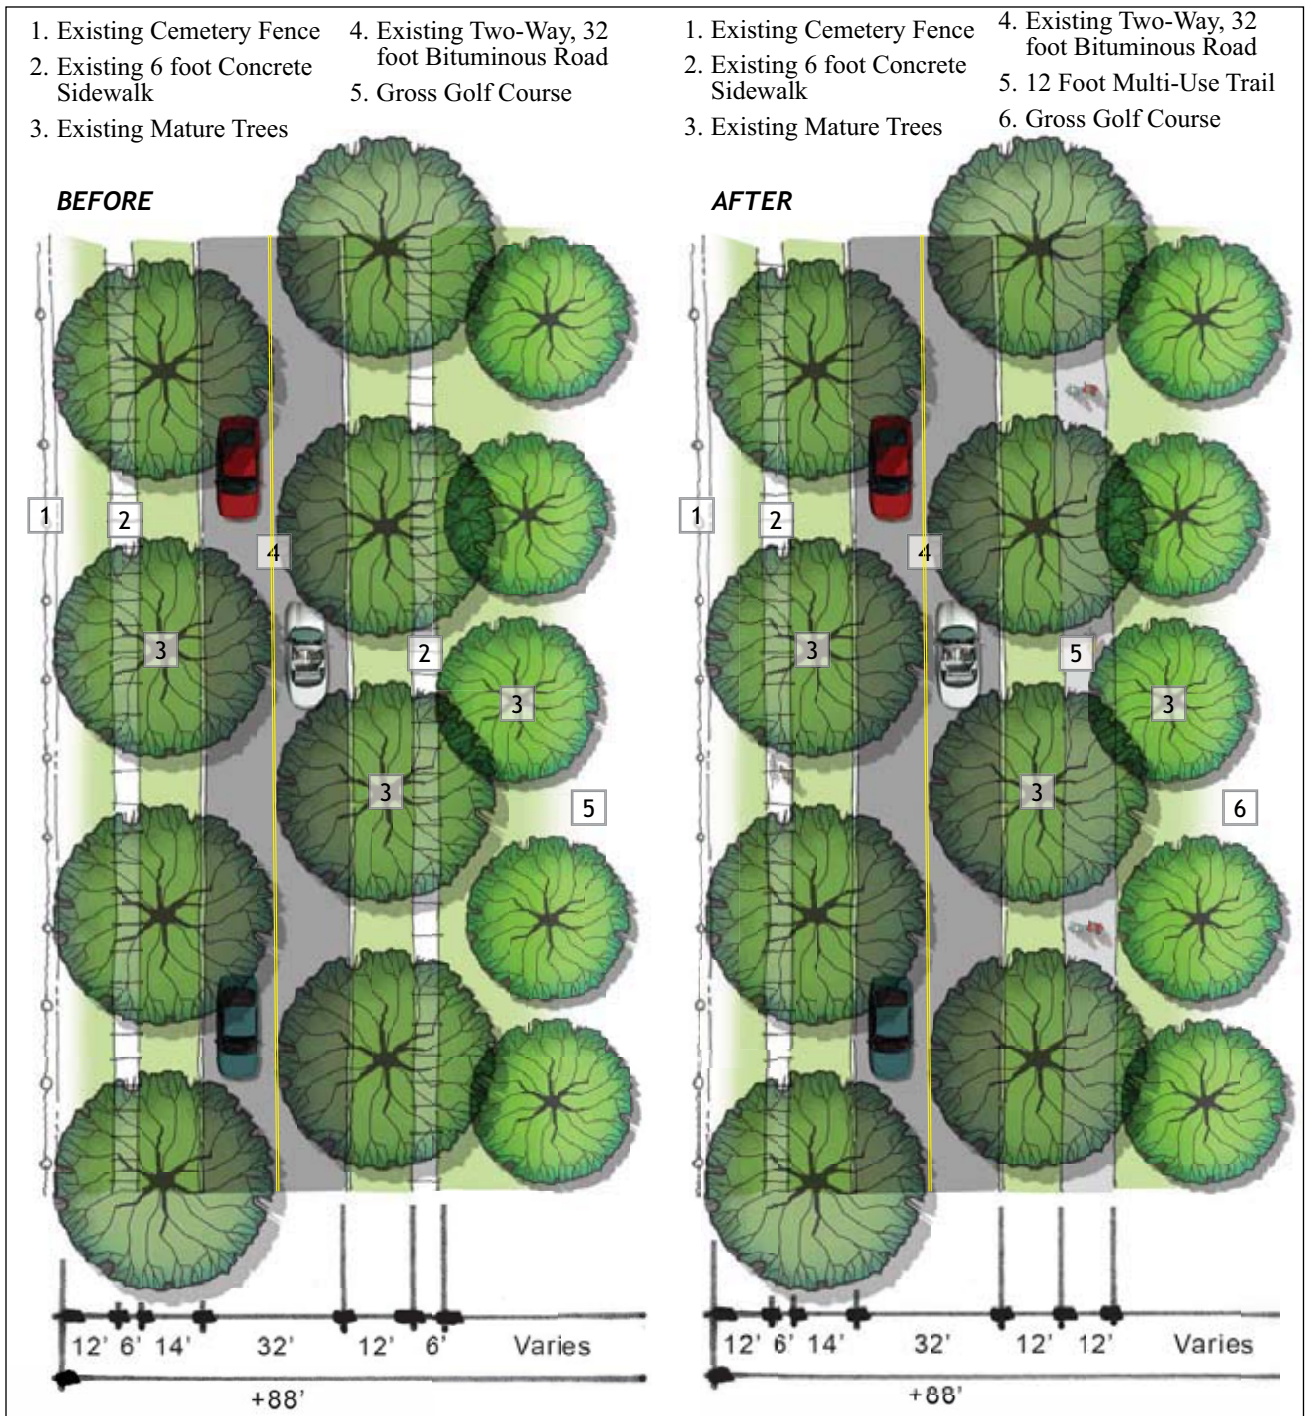 1. Existing Cemetery Fence
2. Existing 6 foot Concrete
Sidewalk
3. Existing Mature Trees
4. Existing Two-Way, 32
foot Bituminous Road
5. Gross Golf Course
BEFORE
1
2
4
3
2
3
3
5
12' 6' 14' 32' 12' 6' Varies
+88'
1. Existing Cemetery Fence
2. Existing 6 foot Concrete
Sidewalk
3. Existing Mature Trees
4. Existing Two-Way, 32
foot Bituminous Road
5. 12 Foot Multi-Use Trail
6. Gross Golf Course
AFTER
1
2
4
3
5
3
3
6
12' 6' 14' 32' 12' 12' Varies
+88'